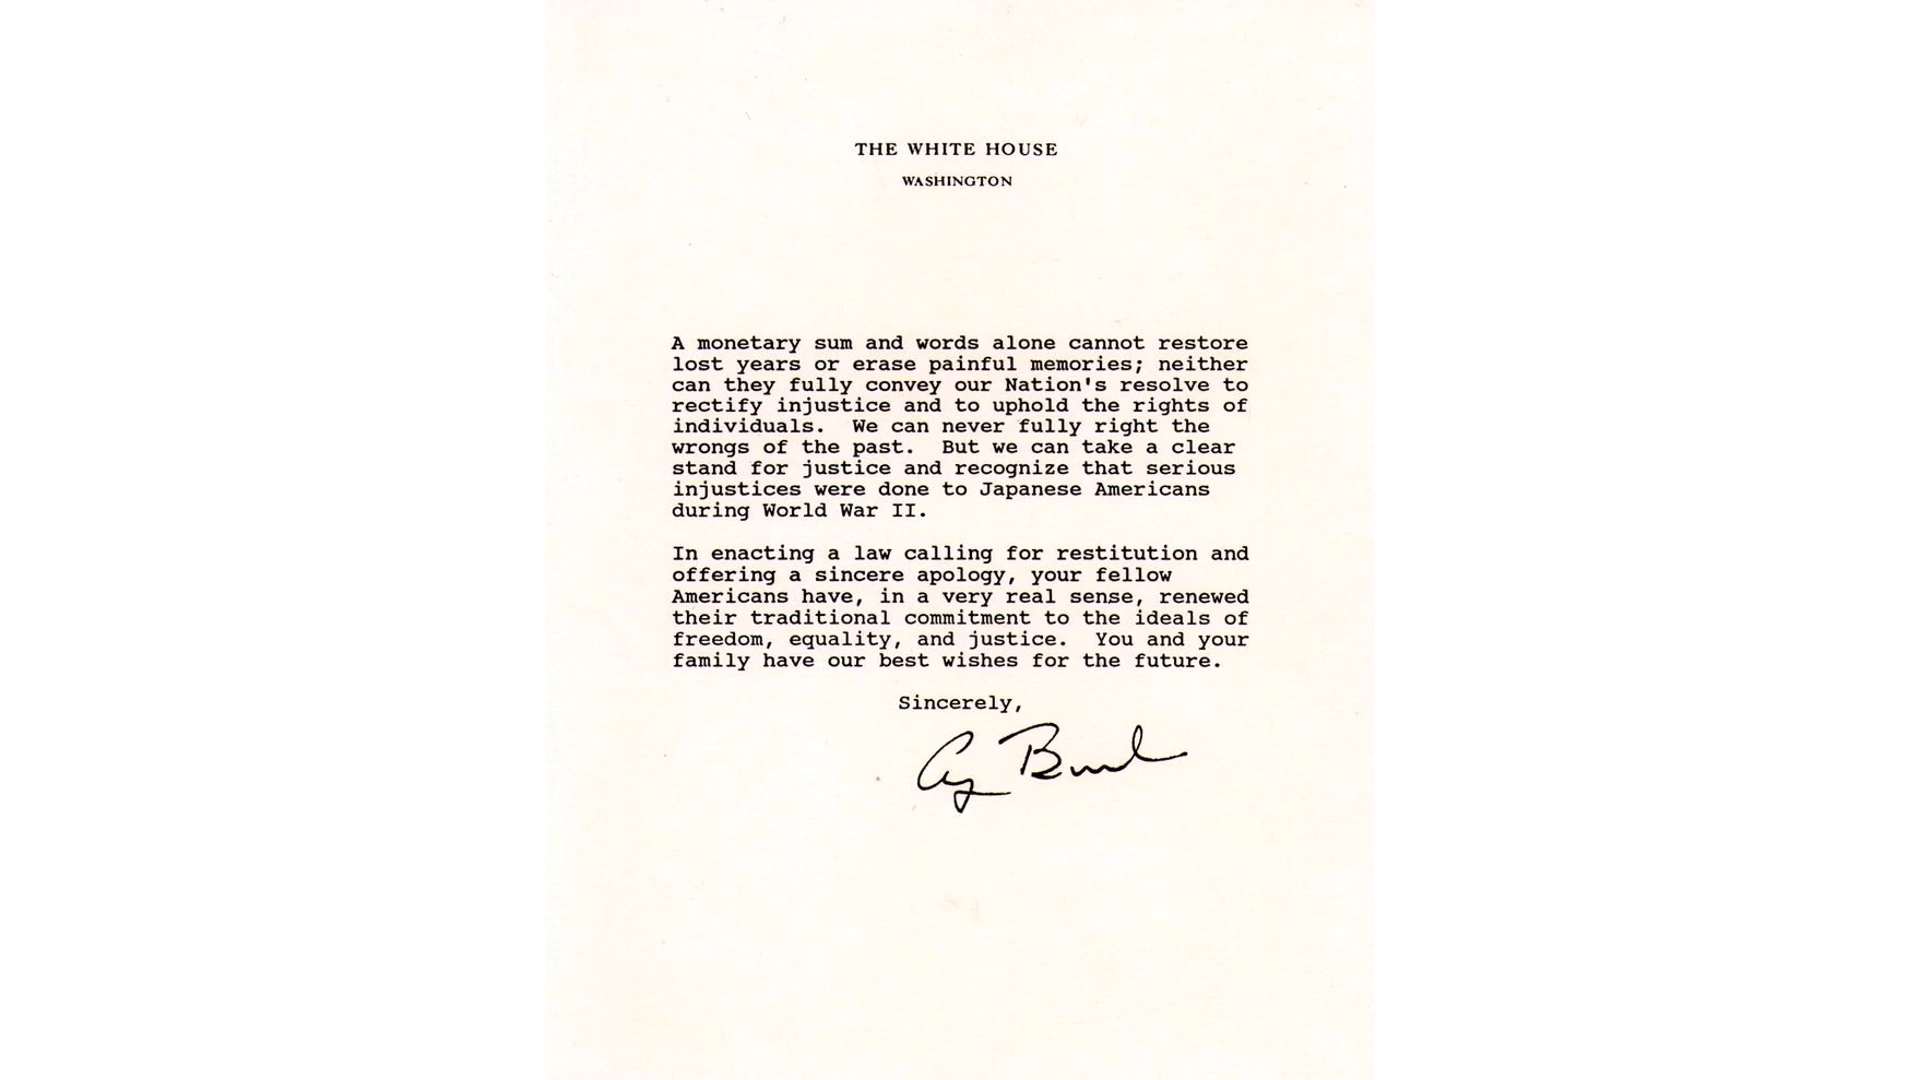 THE WHITE HOUSE
WASHINGTON
A monetary sum and words alone cannot restore
lost years or erase painful memories; neither
can they fully convey our Nation's resolve to
rectify injustice and to uphold the rights of
individuals.  We can never fully right the
wrongs of the past.  But we can take a clear
stand for justice and recognize that serious
injustices were done to Japanese Americans
during World War II.
In enacting a law calling for restitution and
offering a sincere apology, your fellow
Americans have, in a very real sense, renewed
their traditional commitment to the ideals of
freedom, equality, and justice.  You and your
family have our best wishes for the future.
Sincerely,